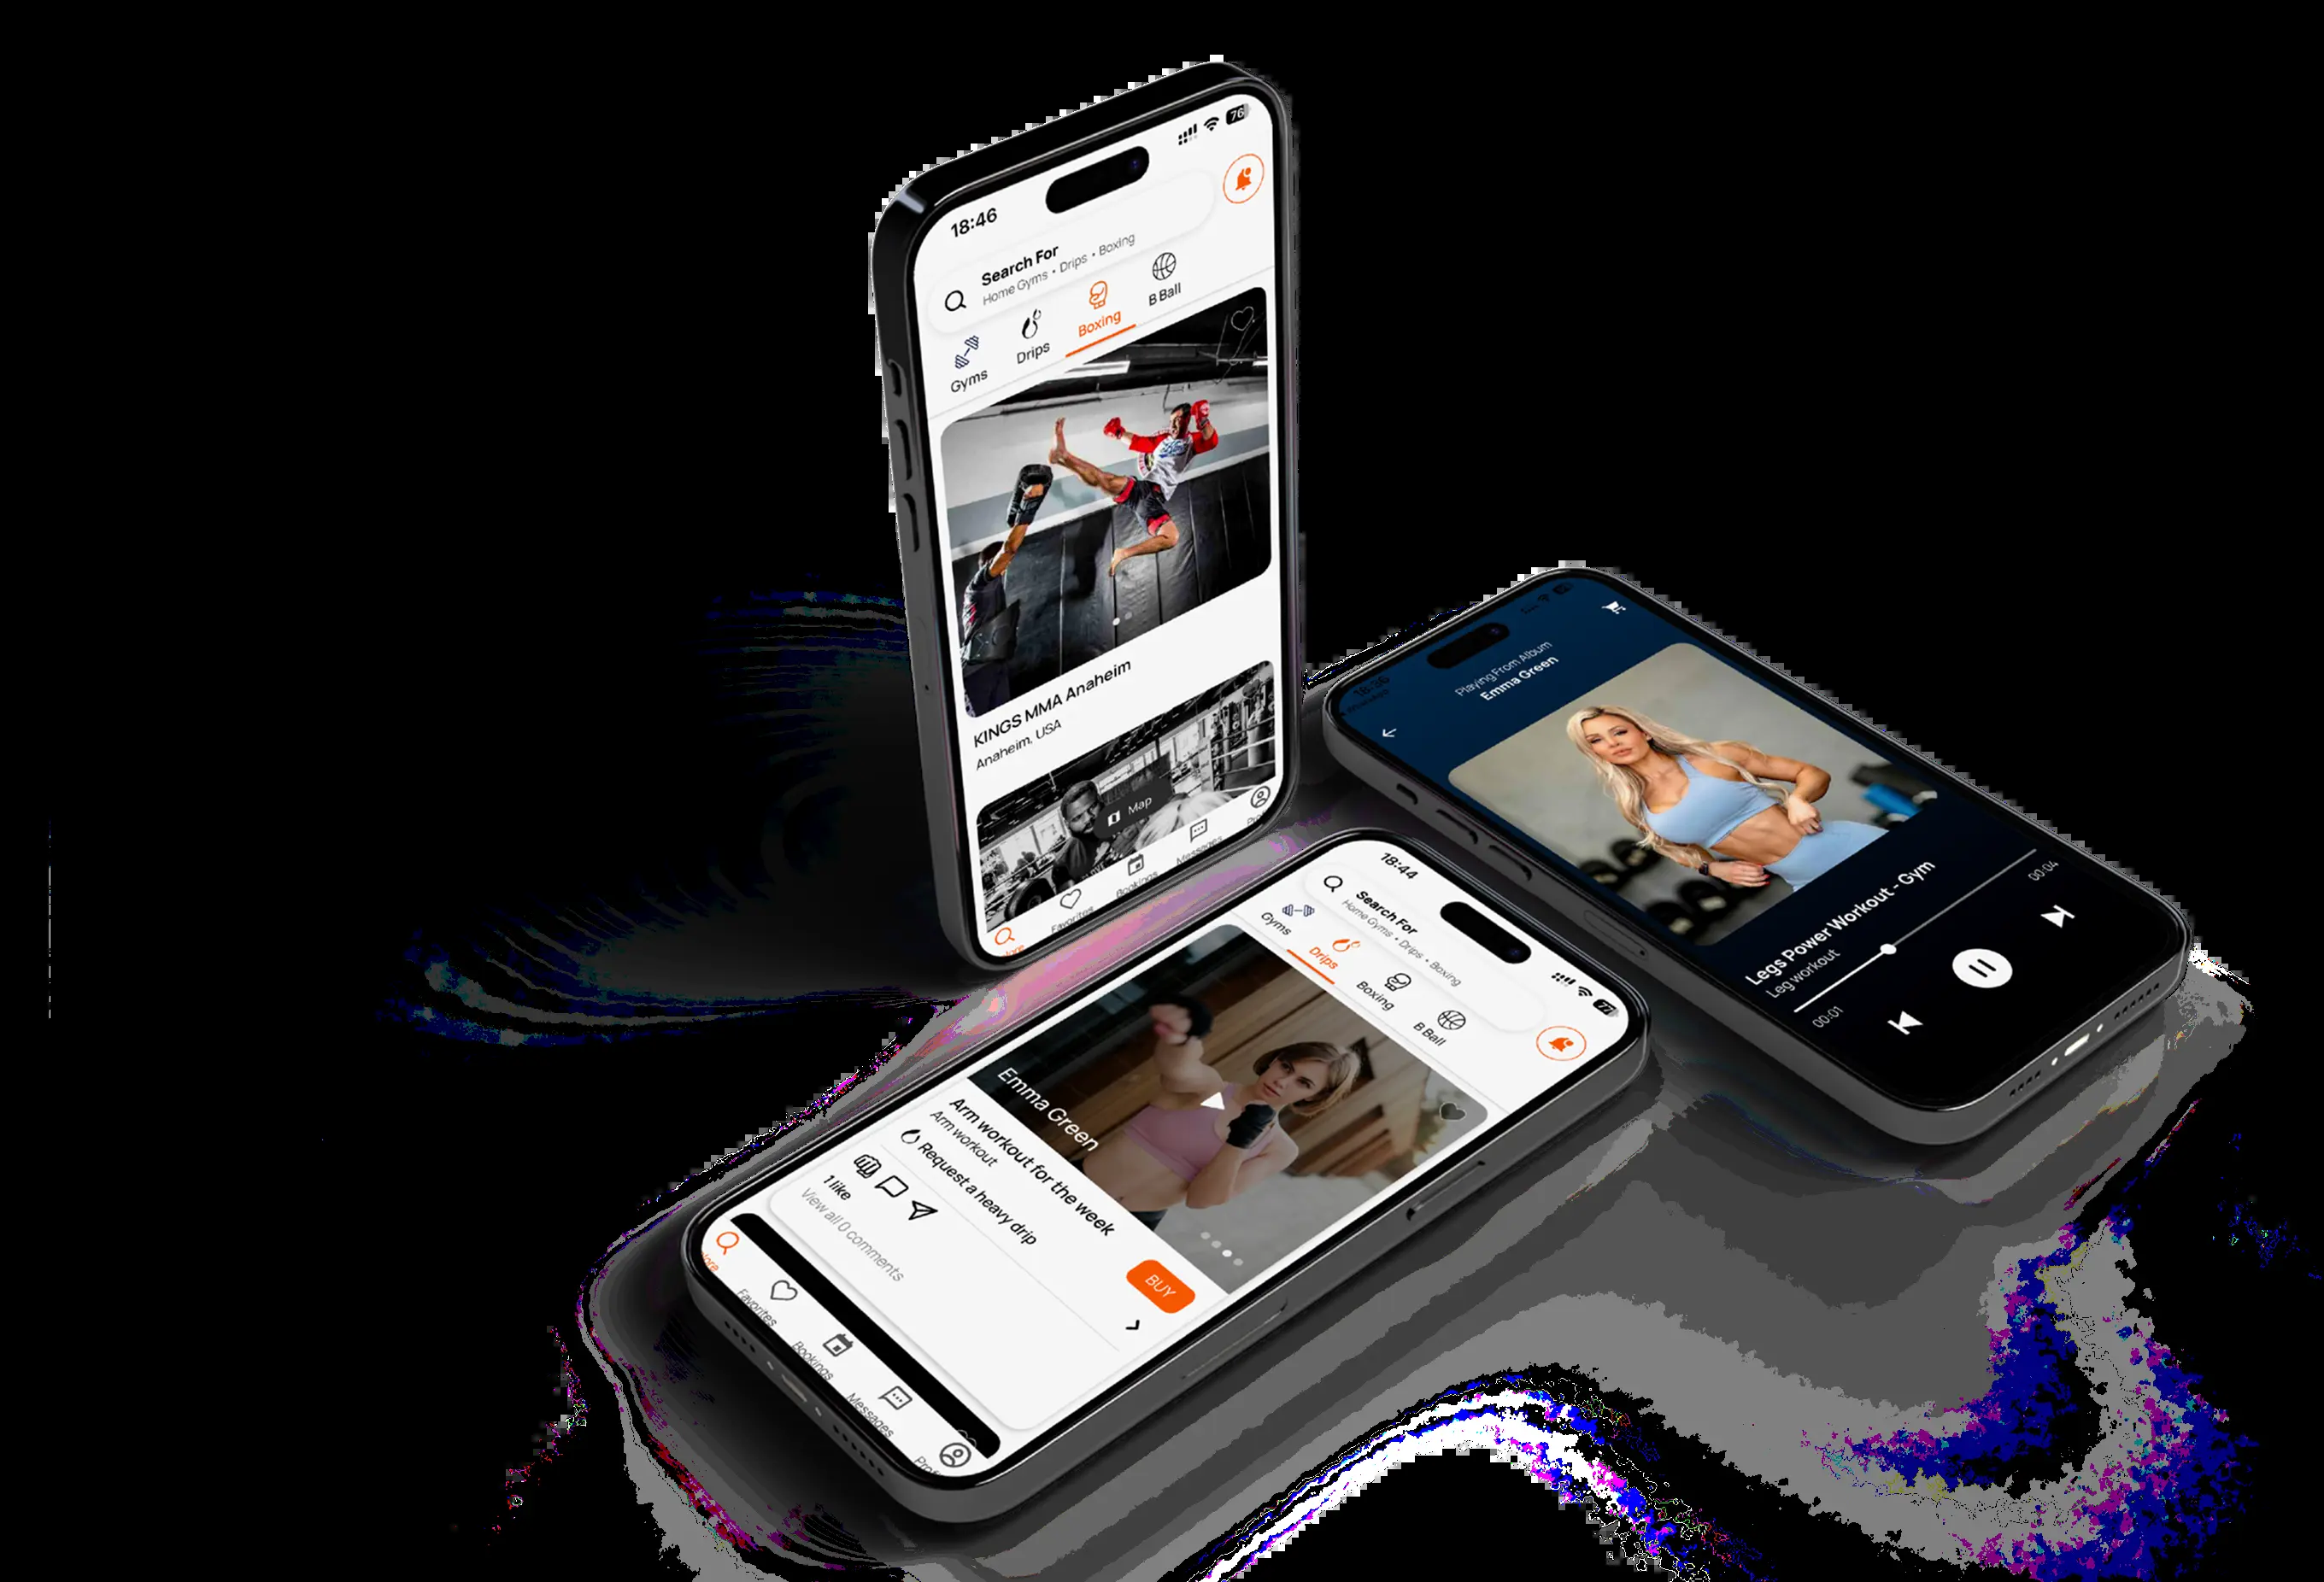 18:46
76
Search For
Home Gyms • Drips • Boxing
Gyms
Drips
Boxing
B Ball
KINGS MMA Anaheim
Anaheim, USA
Map
Favorites
Bookings
Messages
18:44
77
Search For
Home Gyms • Drips • Boxing
Gyms
Drips
Boxing
B Ball
Emma Green
Arm workout for the week
Arm workout
Request a heavy drip
BUY
1 like
View all 0 comments
Favorites
Bookings
Messages
Playing From Album
Emma Green
Legs Power Workout - Gym
Leg workout
00:01
00:04